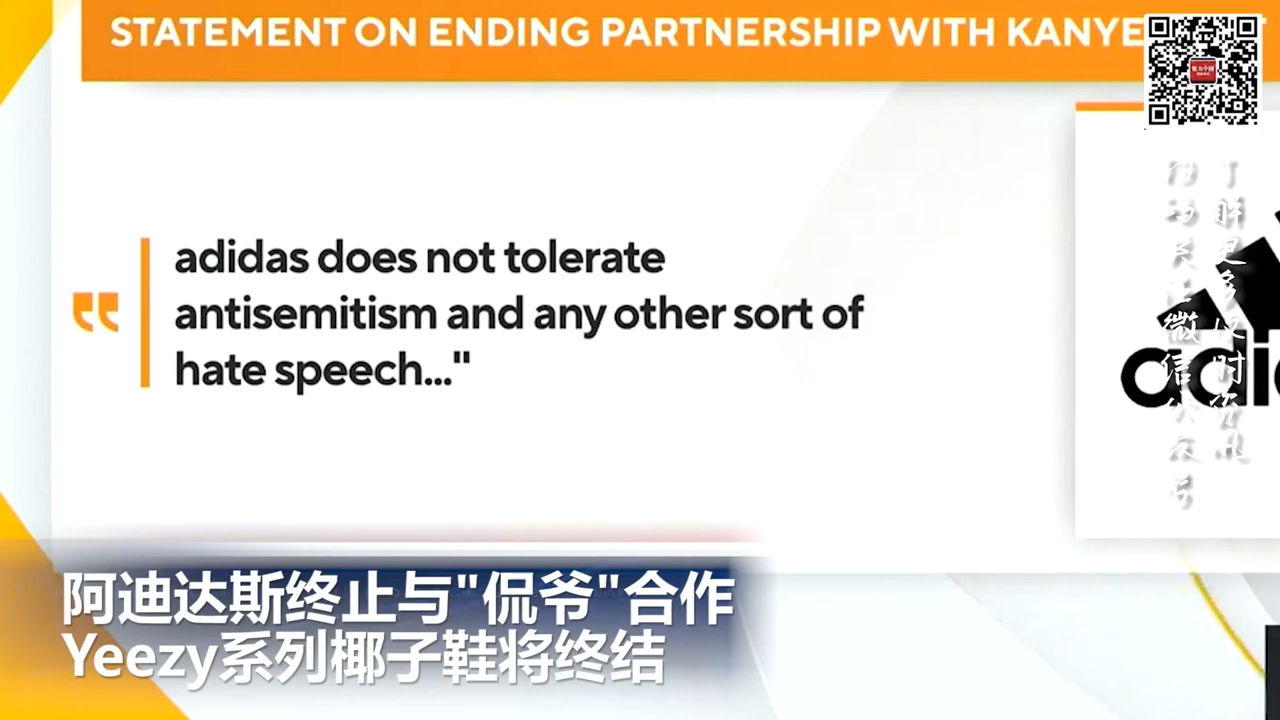 STATEMENT ON ENDING PARTNERSHIP WITH KANYE
adidas does not tolerate
antisemitism and any other sort of
hate speech..."
阿迪达斯终止与"侃爷"合作
Yeezy系列椰子鞋将终结